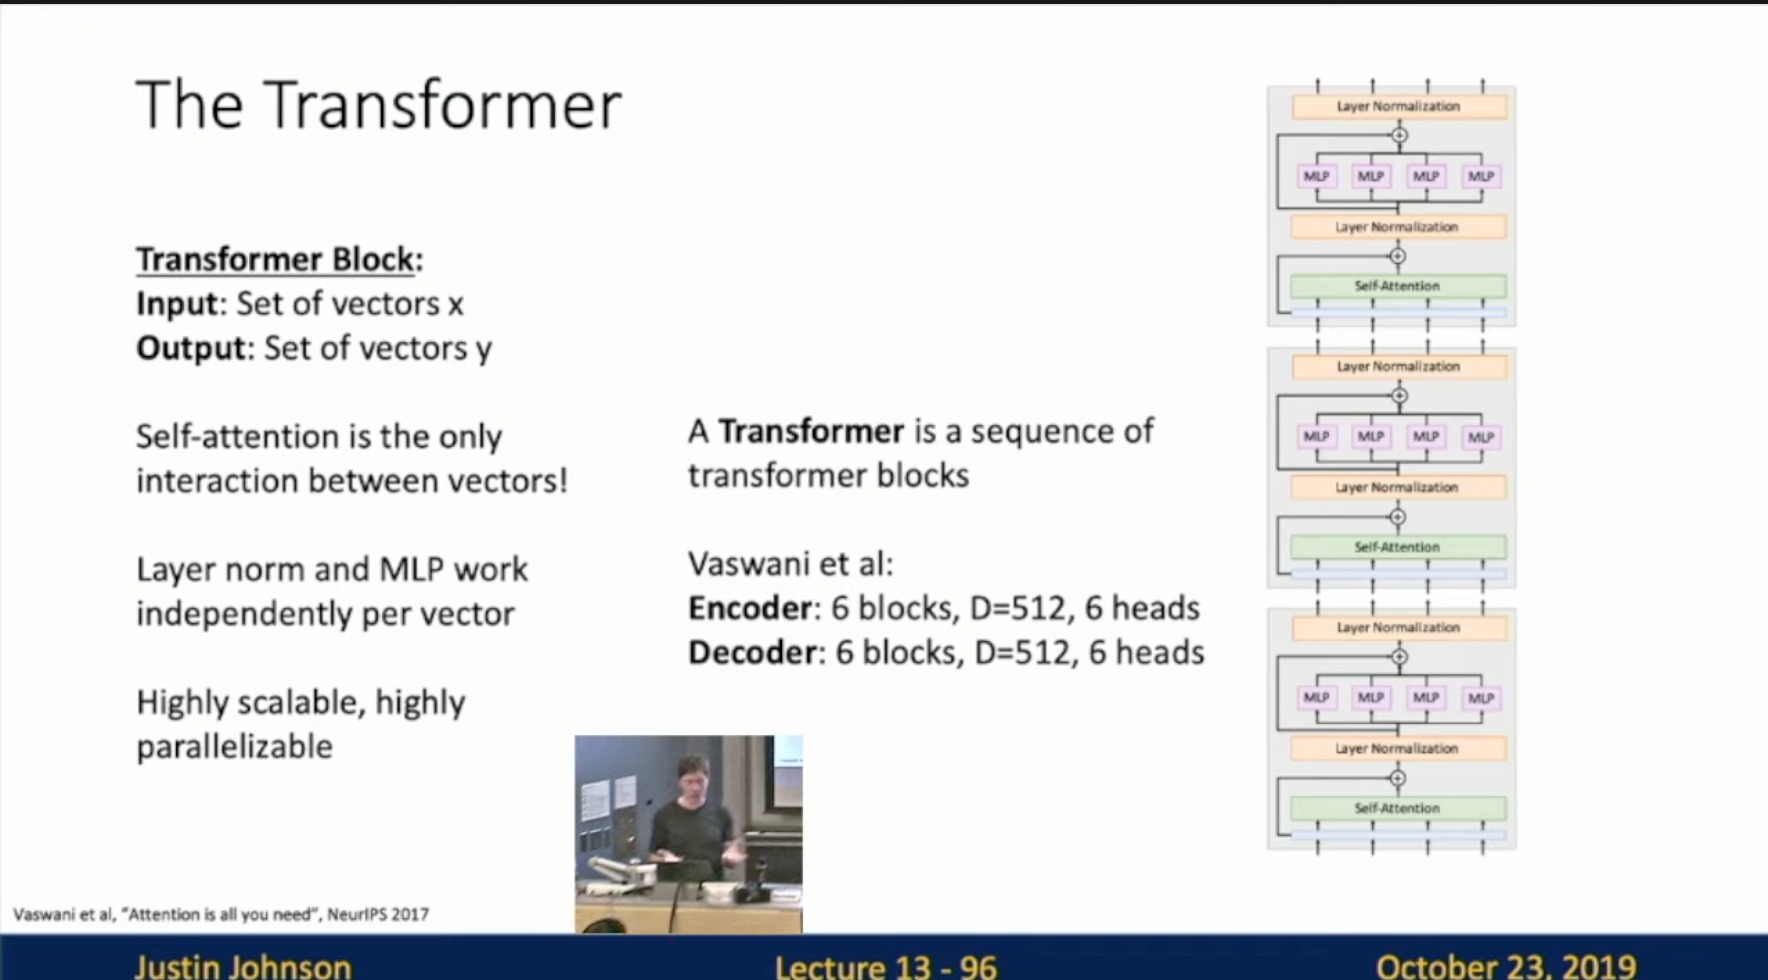 The Transformer
Transformer Block:
Input: Set of vectors x
Output: Set of vectors y
Self-attention is the only
interaction between vectors!
Layer norm and MLP work
independently per vector
Highly scalable, highly
parallelizable
A Transformer is a sequence of
transformer blocks
Vaswani et al:
Encoder: 6 blocks, D=512, 6 heads
Decoder: 6 blocks, D=512, 6 heads
Layer Normalization
MLP MLP MLP MLP
Layer Normalization
Self-Attention
Layer Normalization
MLP MLP MLP MLP
Layer Normalization
Self-Attention
Layer Normalization
MLP MLP MLP MLP
Layer Normalization
Self-Attention
Vaswani et al, "Attention is all you need", NeurIPS 2017
Justin Johnson
Lecture 13 - 96
October 23, 2019